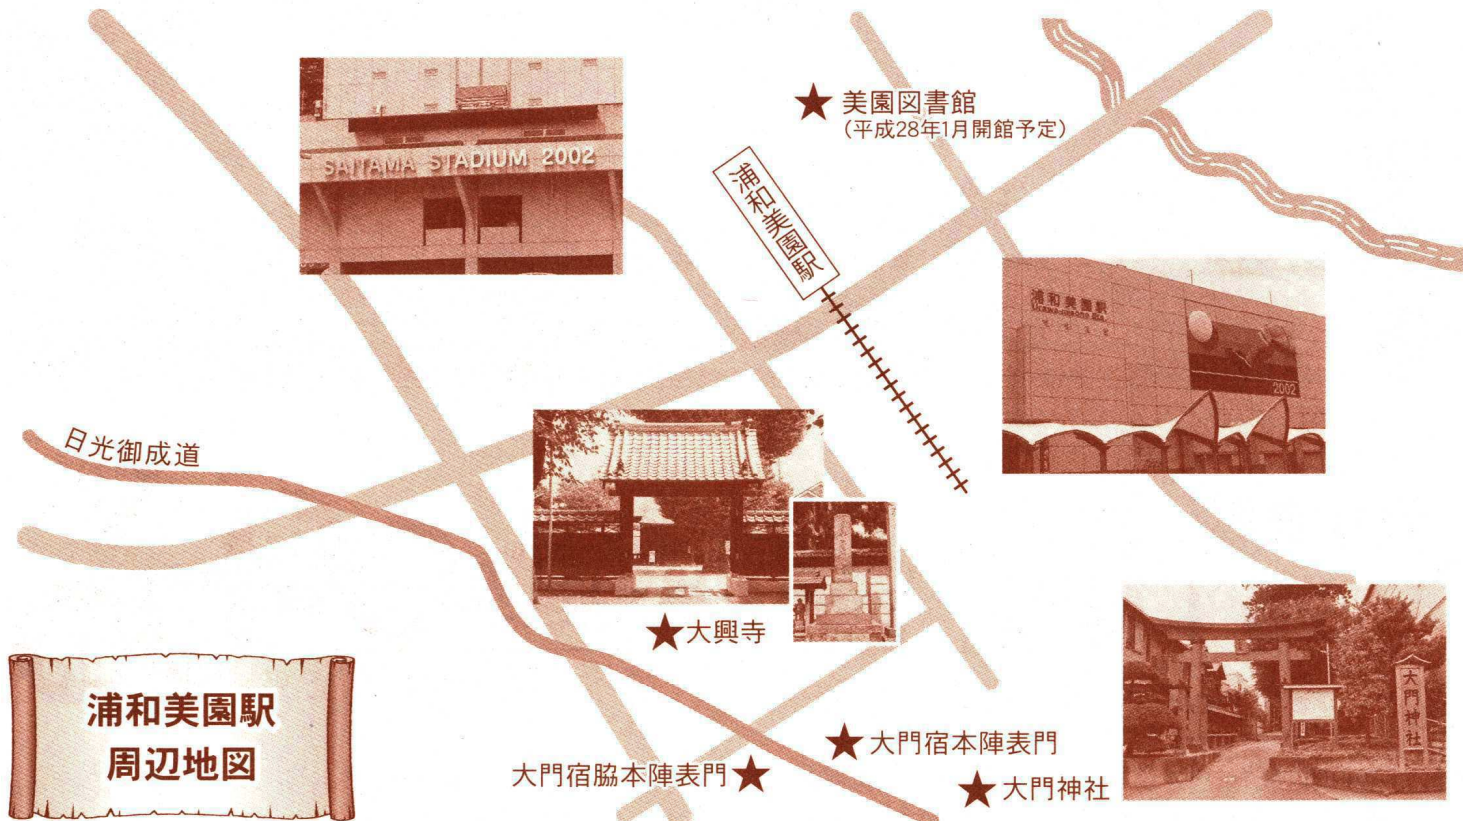 美園図書館
(平成28年1月開館予定)
SAITAMA STADIUM 2002
浦和美園駅
浦和美園駅
2002
日光御成道
大興寺
大門神社
浦和美園駅
周辺地図
大門宿本陣表門
大門宿脇本陣表門
大門神社